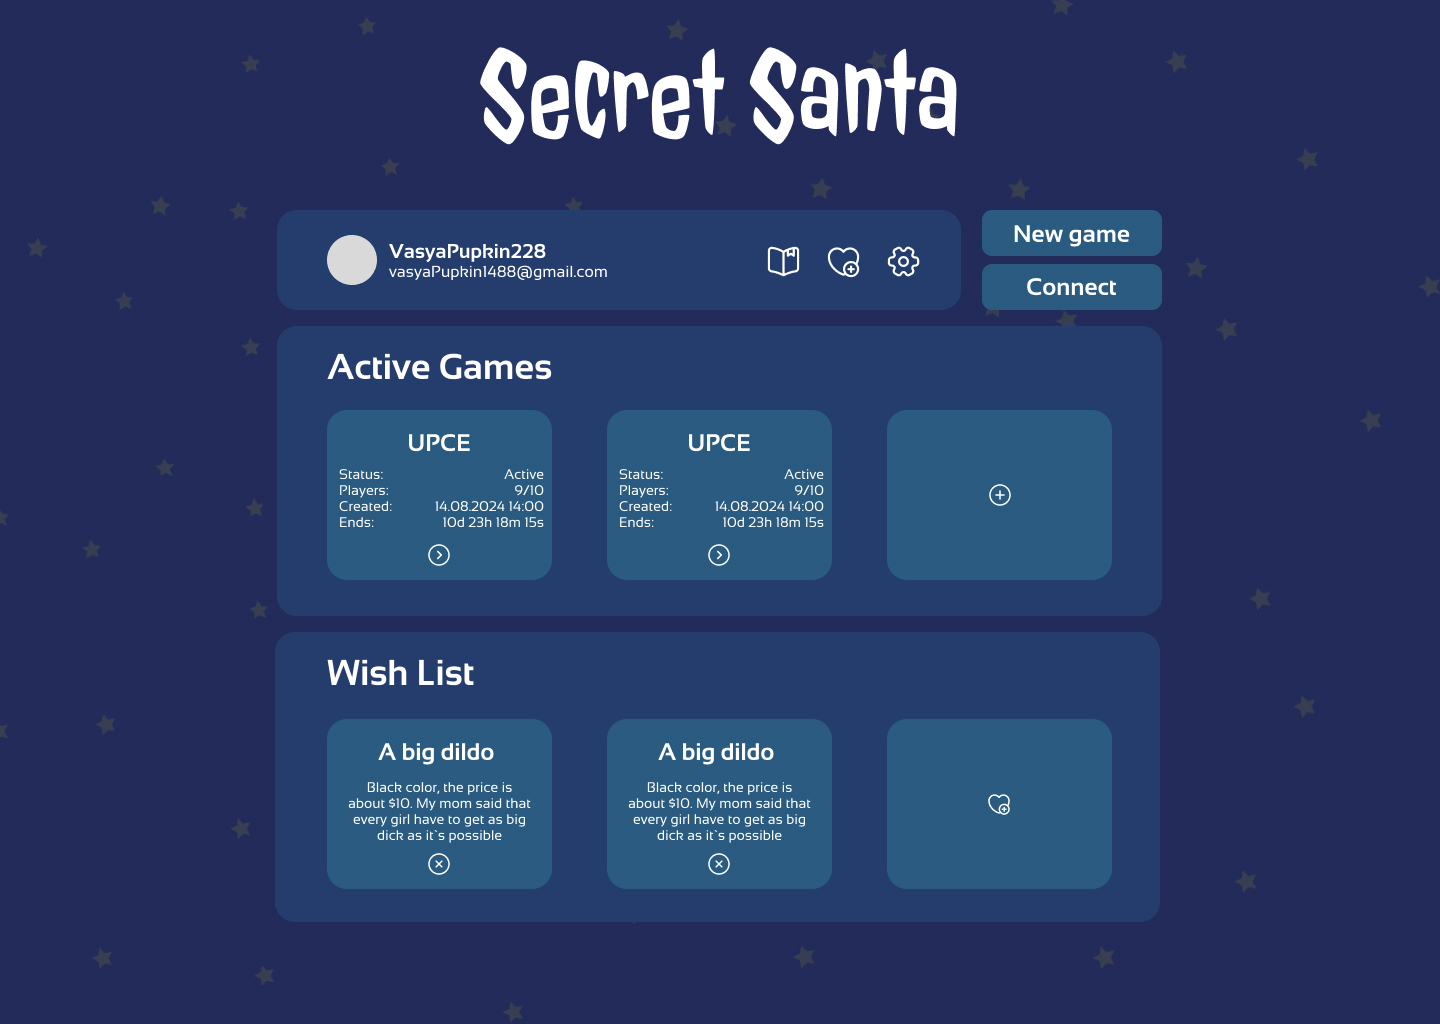 Secret Santa
VasyaPupkin228
vasyaPupkin1488@gmail.com
New game
Connect
Active Games
UPCE
Status: Active
Players: 9/10
Created: 14.08.2024 14:00
Ends: 10d 23h 18m 15s
UPCE
Status: Active
Players: 9/10
Created: 14.08.2024 14:00
Ends: 10d 23h 18m 15s
Wish List
A big dildo
Black color, the price is
about $10. My mom said that
every girl have to get as big
dick as it`s possible
A big dildo
Black color, the price is
about $10. My mom said that
every girl have to get as big
dick as it`s possible